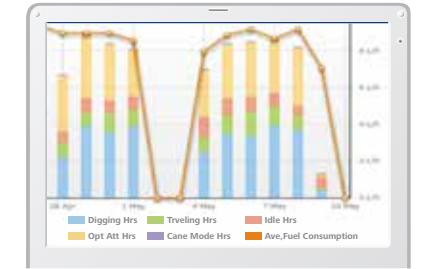 28 Apr 1 May 4 May 7 May 10 May
Digging Hrs Trveling Hrs Idle Hrs
Opt Att Hrs Cane Mode Hrs Ave,Fuel Consumption